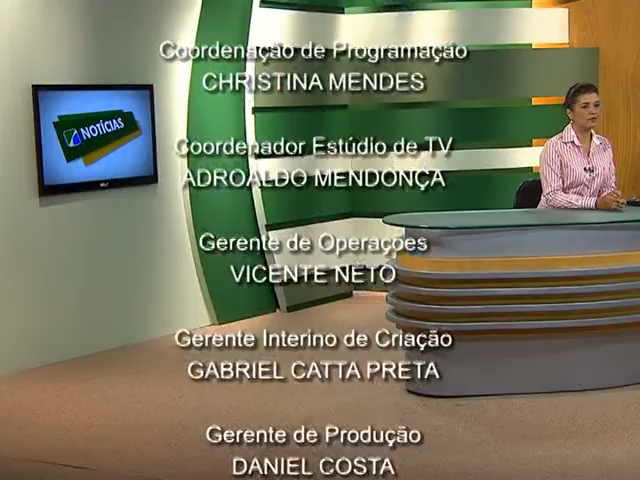 Coordenação de Programação
CHRISTINA MENDES
NOTÍCIAS
Coordenador Estúdio de TV
ADROALDO MENDONÇA
Gerente de Operações
VICENTE NETO
Gerente Interino de Criação
GABRIEL CATTA PRETA
Gerente de Produção
DANIEL COSTA